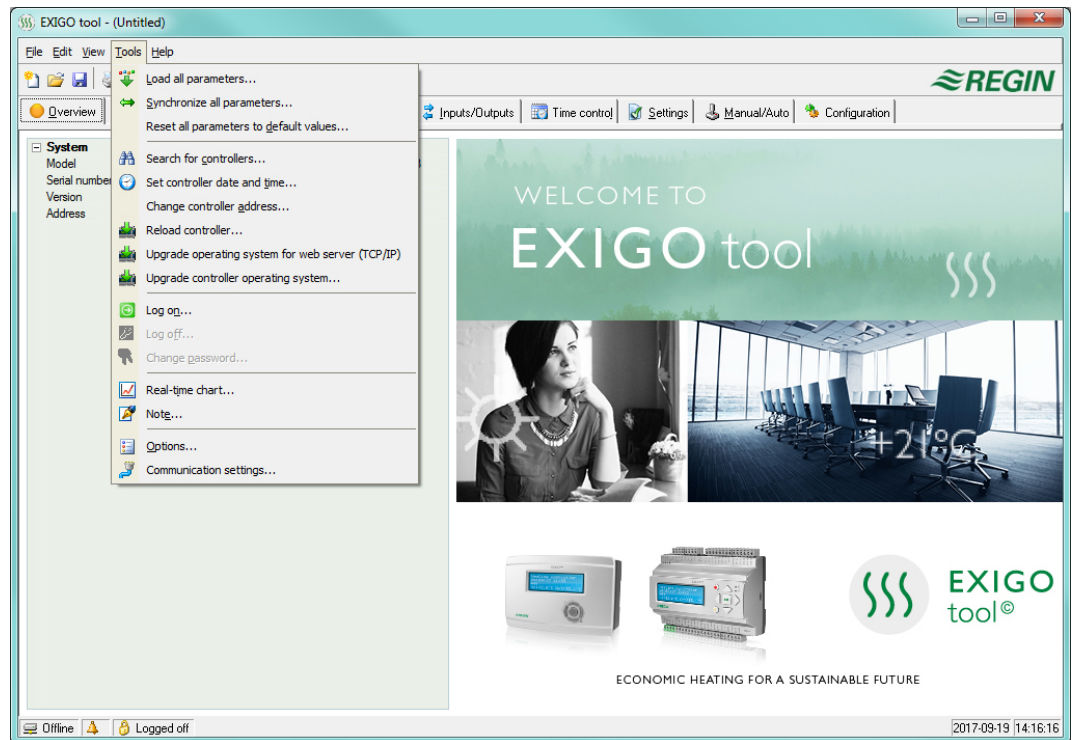 EXIGO tool - (Untitled)
File Edit View Tools Help
REGIN
Overview Inputs/Outputs Time control Settings Manual/Auto Configuration
System
Model
Serial number
Version
Address
Load all parameters...
Synchronize all parameters...
Reset all parameters to default values...
Search for controllers...
Set controller date and time...
Change controller address...
Reload controller...
Upgrade operating system for web server (TCP/IP)
Upgrade controller operating system...
Log on...
Log off...
Change password...
Real-time chart...
Note...
Options...
Communication settings...
WELCOME TO
EXIGO tool
+21°C
EXIGO
tool©
ECONOMIC HEATING FOR A SUSTAINABLE FUTURE
Offline Logged off 2017-09-19 14:16:16